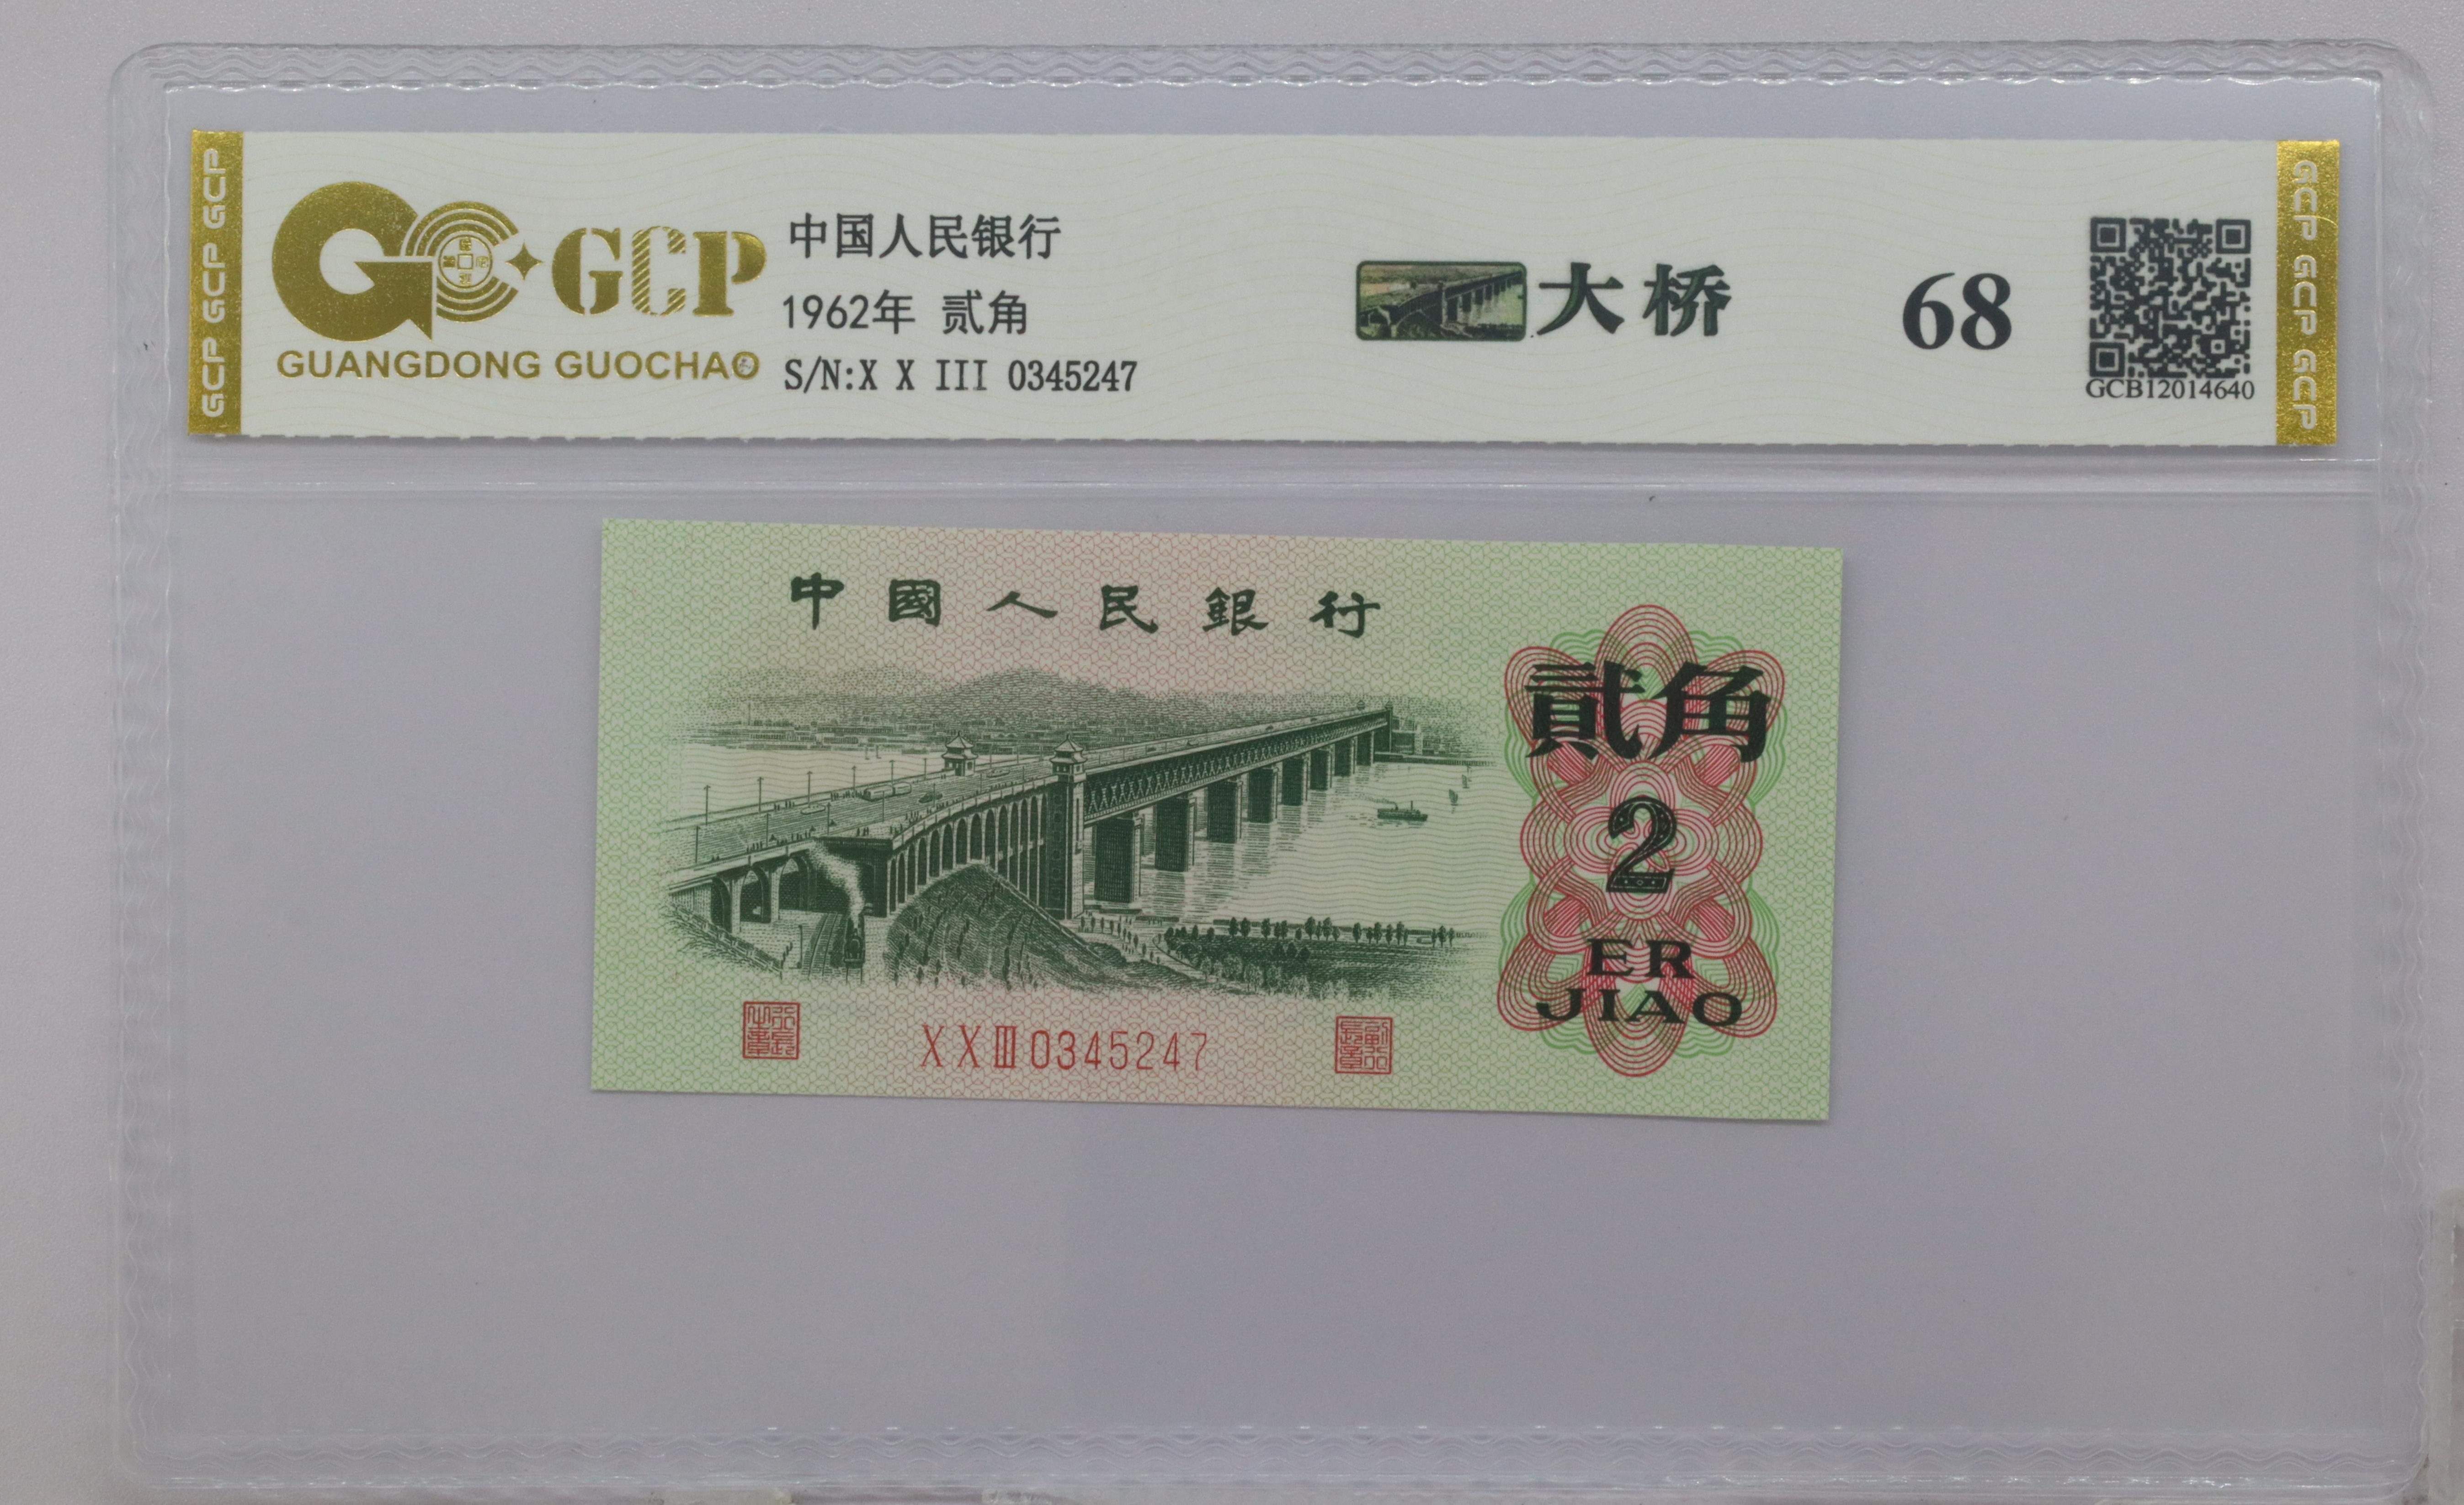 GCP GCP GCP
GCP
GUANGDONG GUOCHAO
中国人民银行
1962年 贰角
S/N:X X III 0345247
大桥
68
GCB12014640
GCP GCP GCP
中國人民銀行
貳角
2
ER
JIAO
XXIII0345247